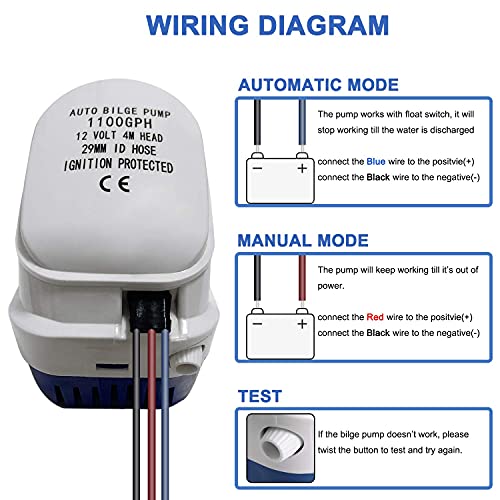 WIRING DIAGRAM
AUTO BILGE PUMP
1100GPH
12 VOLT 4M HEAD
29MM ID HOSE
IGNITION PROTECTED
CE
AUTOMATIC MODE
- +
The pump works with float switch, it will
stop working till the water is discharged
connect the Blue wire to the positvie(+)
connect the Black wire to the negative(-)
MANUAL MODE
- +
The pump will keep working till it's out of
power.
connect the Red wire to the positvie(+)
connect the Black wire to the negative(-)
TEST
If the bilge pump doesn't work, please
twist the button to test and try again.